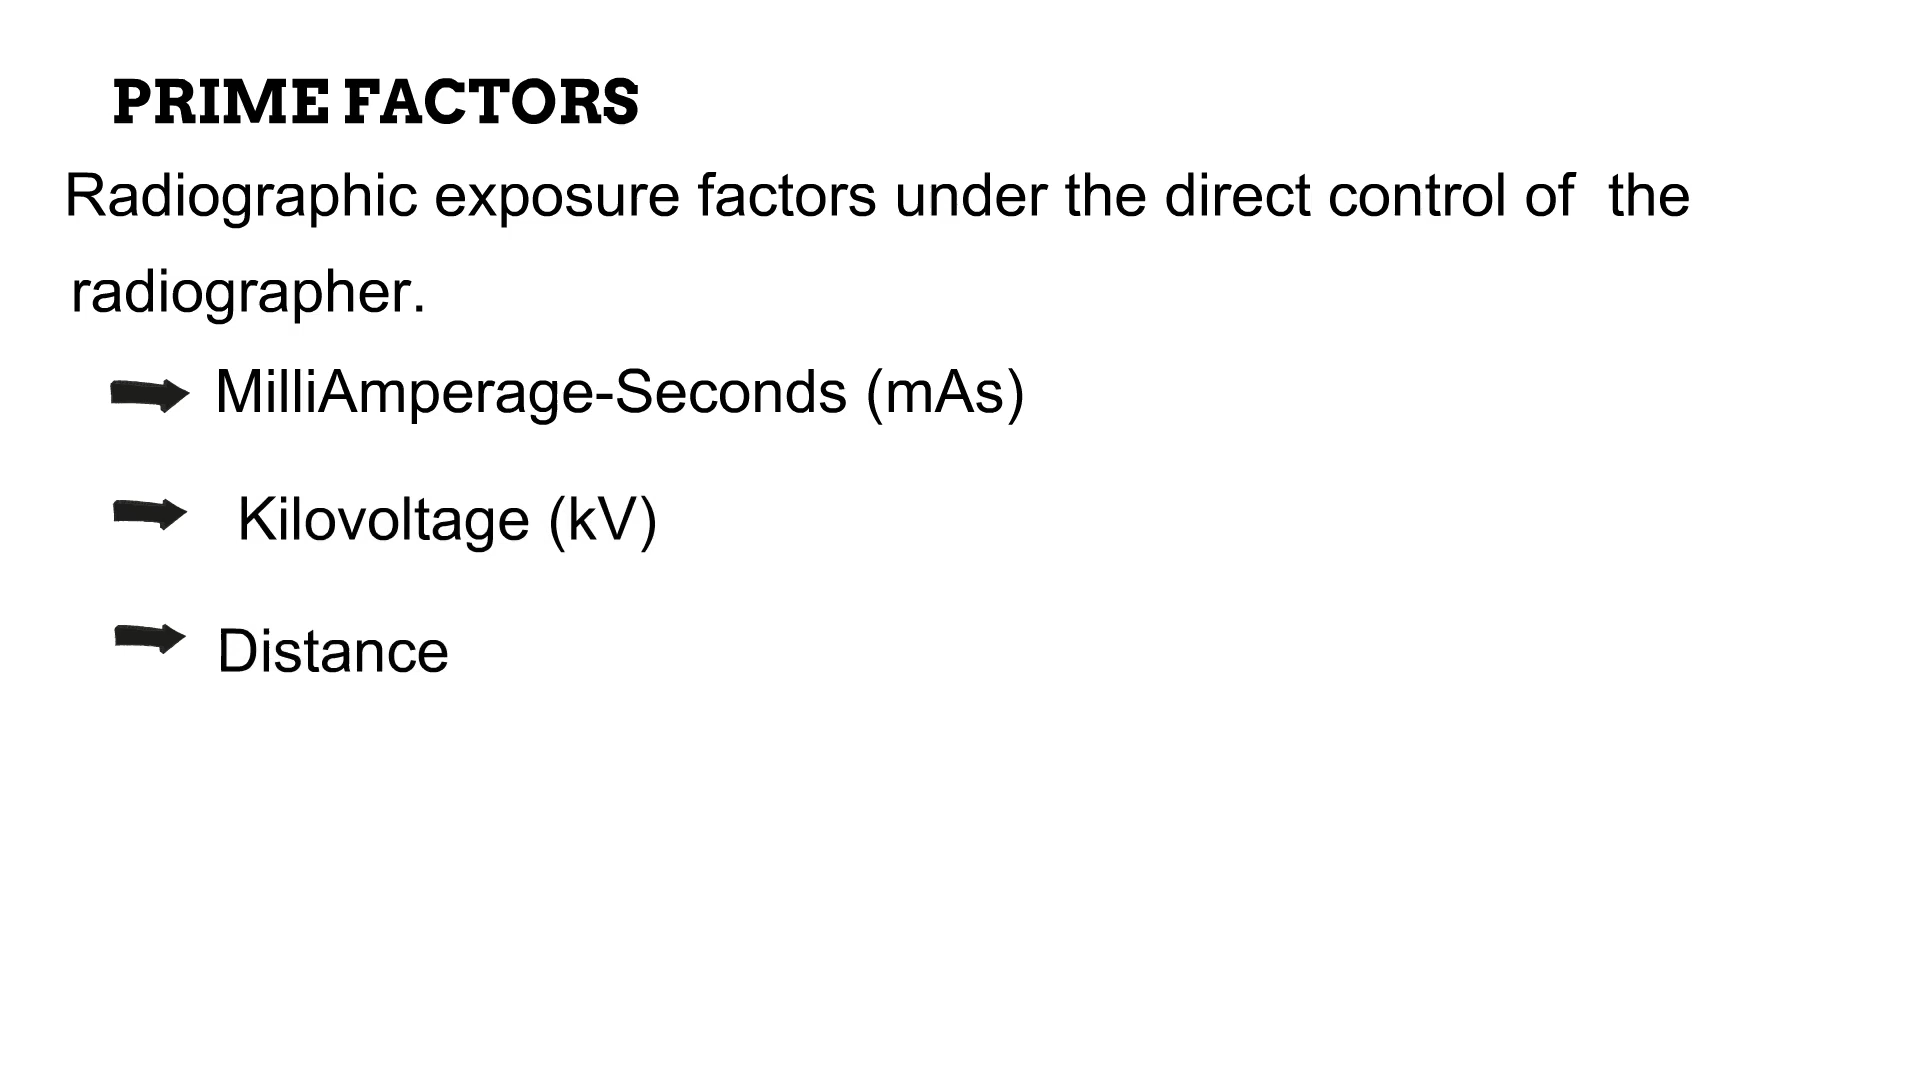 PRIME FACTORS
Radiographic exposure factors under the direct control of  the
radiographer.
MilliAmperage-Seconds (mAs)
Kilovoltage (kV)
Distance